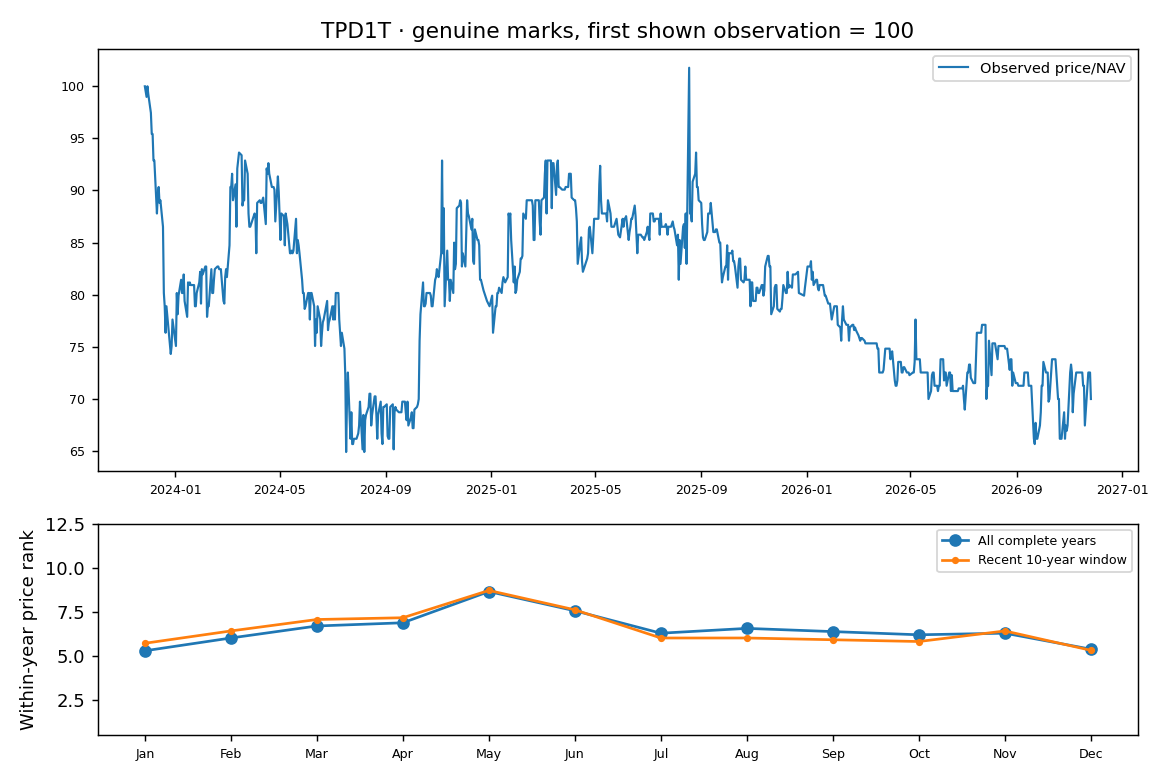 TPD1T · genuine marks, first shown observation = 100
Observed price/NAV
100
95
90
85
80
75
70
65
2024-01 2024-05 2024-09 2025-01 2025-05 2025-09 2026-01 2026-05 2026-09 2027-01
Within-year price rank
All complete years
Recent 10-year window
12.5
10.0
7.5
5.0
2.5
Jan Feb Mar Apr May Jun Jul Aug Sep Oct Nov Dec